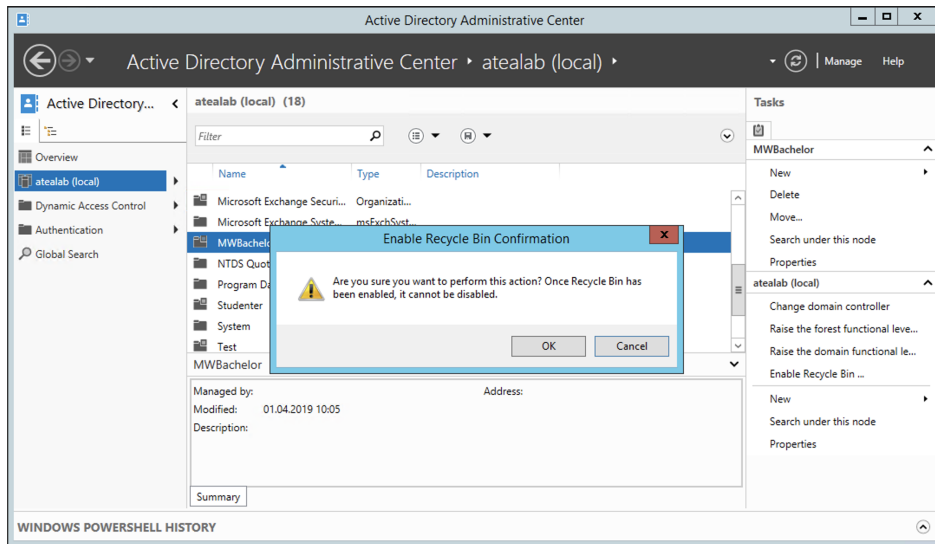 Active Directory Administrative Center
Active Directory Administrative Center • atealab (local) •
Manage
Help
Active Directory...
Overview
atealab (local)
Dynamic Access Control
Authentication
Global Search
atealab (local) (18)
Filter
Name Type Description
Microsoft Exchange Securi... Organizati...
Microsoft Exchange Syste... msExchSyst...
MWBachelo
NTDS Quot
Program Da
Studenter
System
Test
Enable Recycle Bin Confirmation
Are you sure you want to perform this action? Once Recycle Bin has
been enabled, it cannot be disabled.
OK Cancel
MWBachelor
Managed by: Address:
Modified: 01.04.2019 10:05
Description:
Summary
Tasks
MWBachelor
New
Delete
Move...
Search under this node
Properties
atealab (local)
Change domain controller
Raise the forest functional leve...
Raise the domain functional le...
Enable Recycle Bin ...
New
Search under this node
Properties
WINDOWS POWERSHELL HISTORY